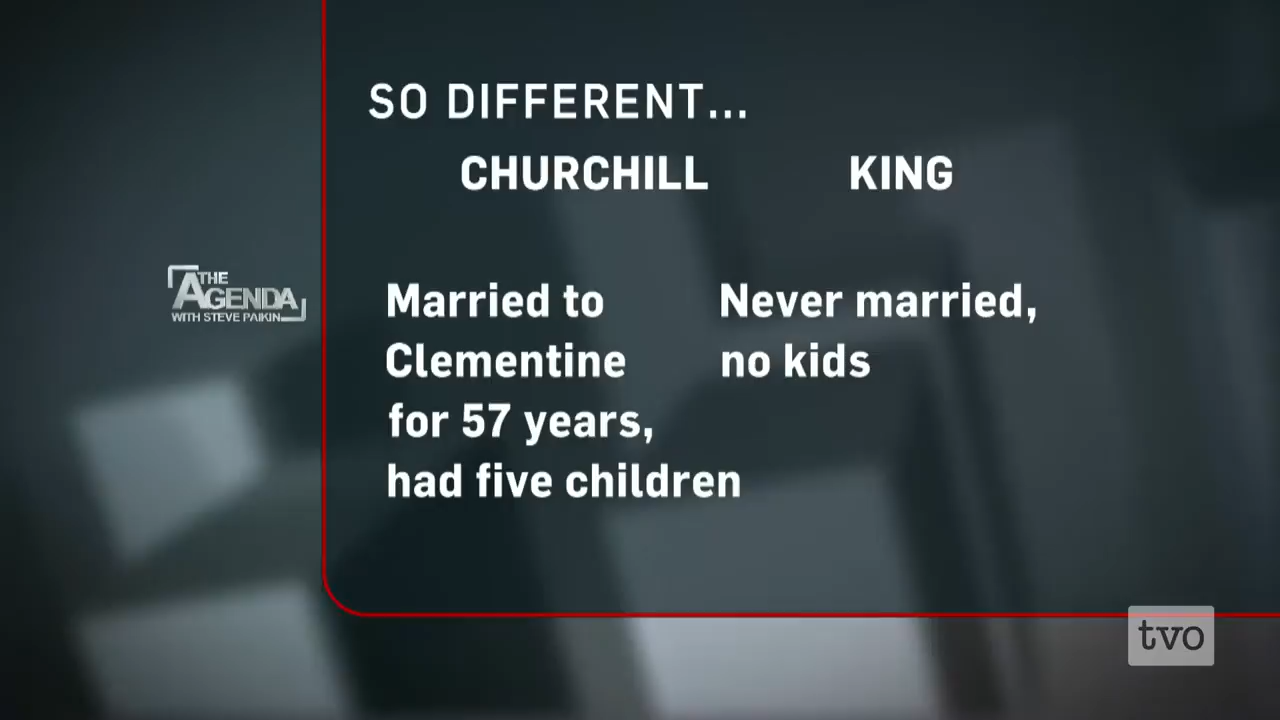 SO DIFFERENT...
CHURCHILL KING
Married to
Clementine
for 57 years,
had five children
Never married,
no kids
THE
AGENDA
WITH STEVE PAIKIN
tvo